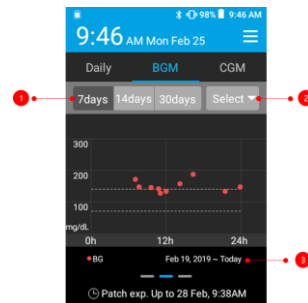 98% 9:46 AM
9:46 AM Mon Feb 25
Daily BGM CGM
1 7days 14days 30days Select 2
300
200
100
mg/dL
0h 12h 24h
BG Feb 19, 2019 ~ Today 3
Patch exp. Up to 28 Feb, 9:38AM